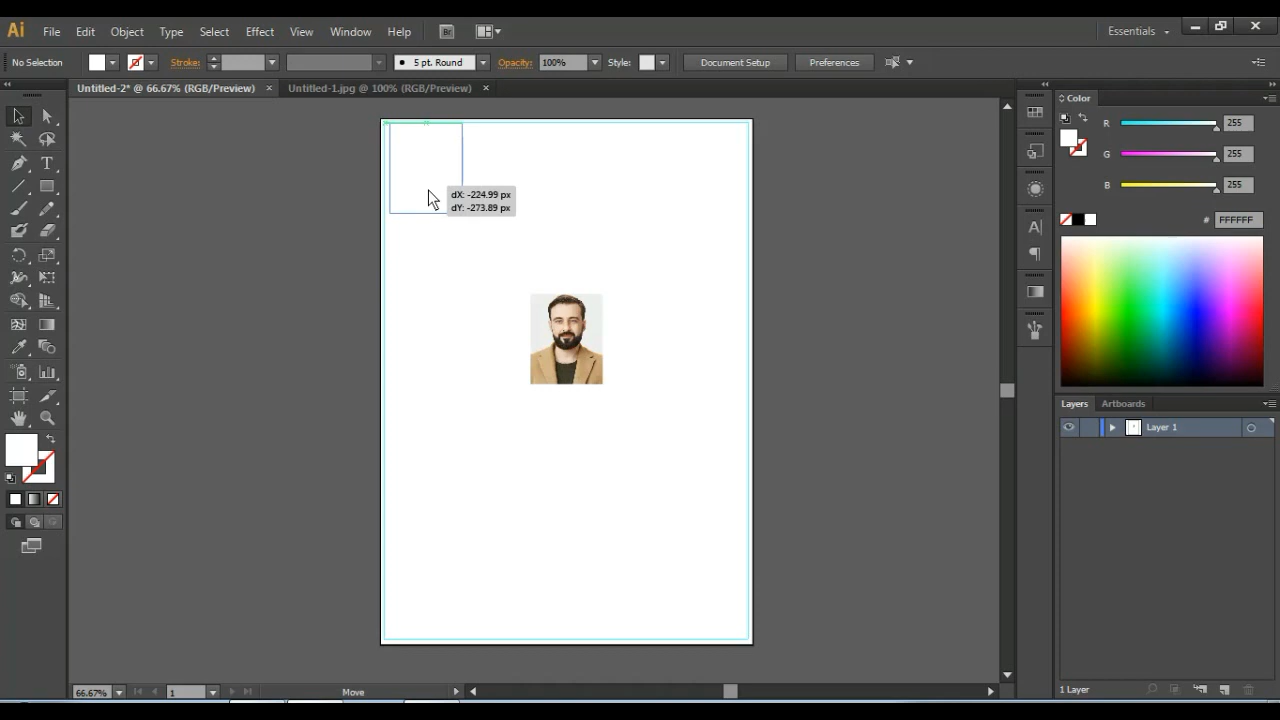 Ai File Edit Object Type Select Effect View Window Help Br Essentials
No Selection Stroke: 5 pt. Round Opacity: 100% Style: Document Setup Preferences
Untitled-2* @ 66.67% (RGB/Preview) × Untitled-1.jpg @ 100% (RGB/Preview) ×
Color
R 255
G 255
B 255
# FFFFFF
dX: -224.99 px
dY: -273.89 px
Layers Artboards
Layer 1
1 Layer
66.67% 1 Move